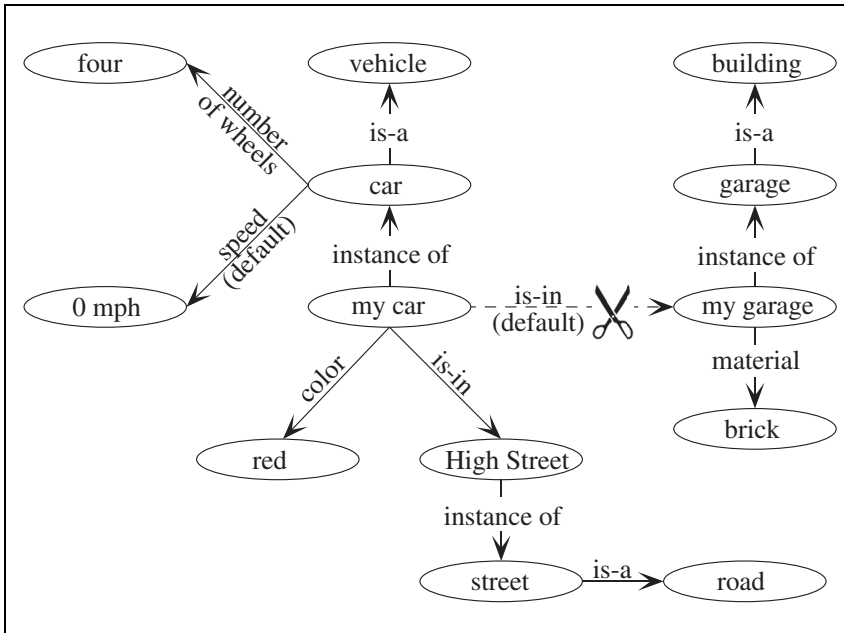 four
vehicle
building
number
of wheels
is-a
is-a
car
garage
speed
(default)
instance of
instance of
0 mph
my car
is-in
(default)
my garage
color
is-in
material
red
High Street
brick
instance of
street
is-a
road